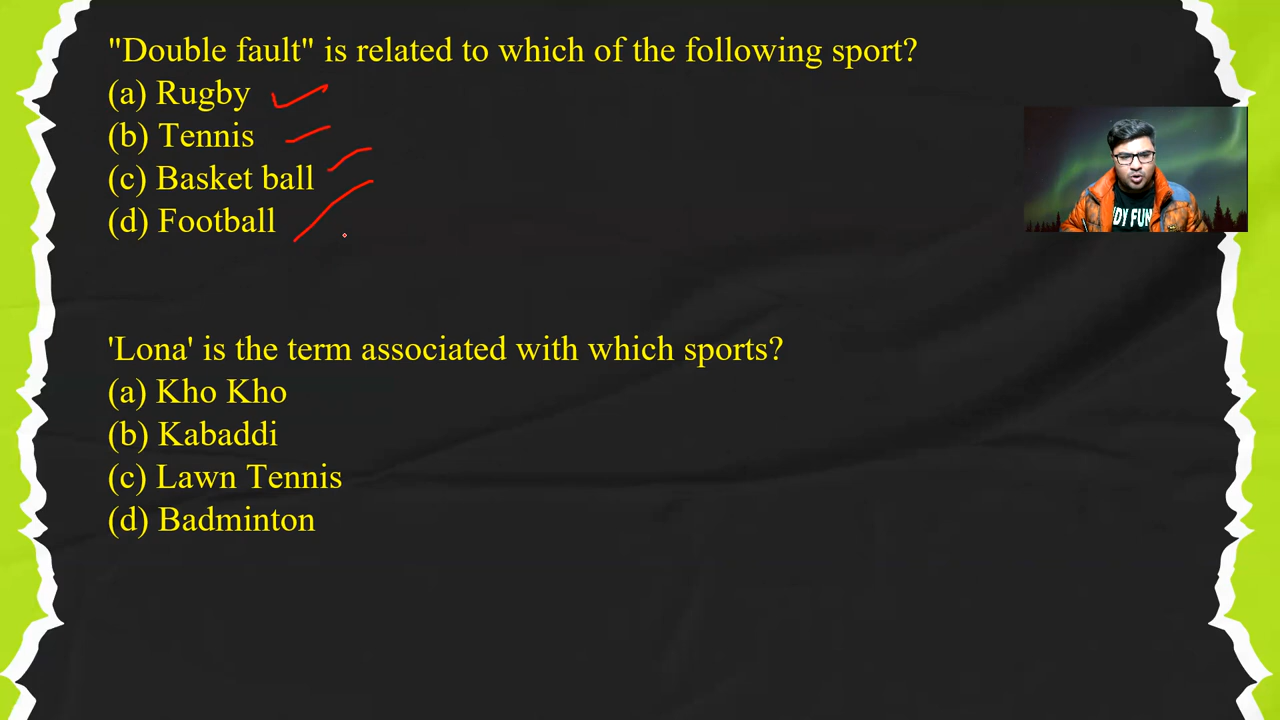 "Double fault" is related to which of the following sport?
(a) Rugby
(b) Tennis
(c) Basket ball
(d) Football
'Lona' is the term associated with which sports?
(a) Kho Kho
(b) Kabaddi
(c) Lawn Tennis
(d) Badminton